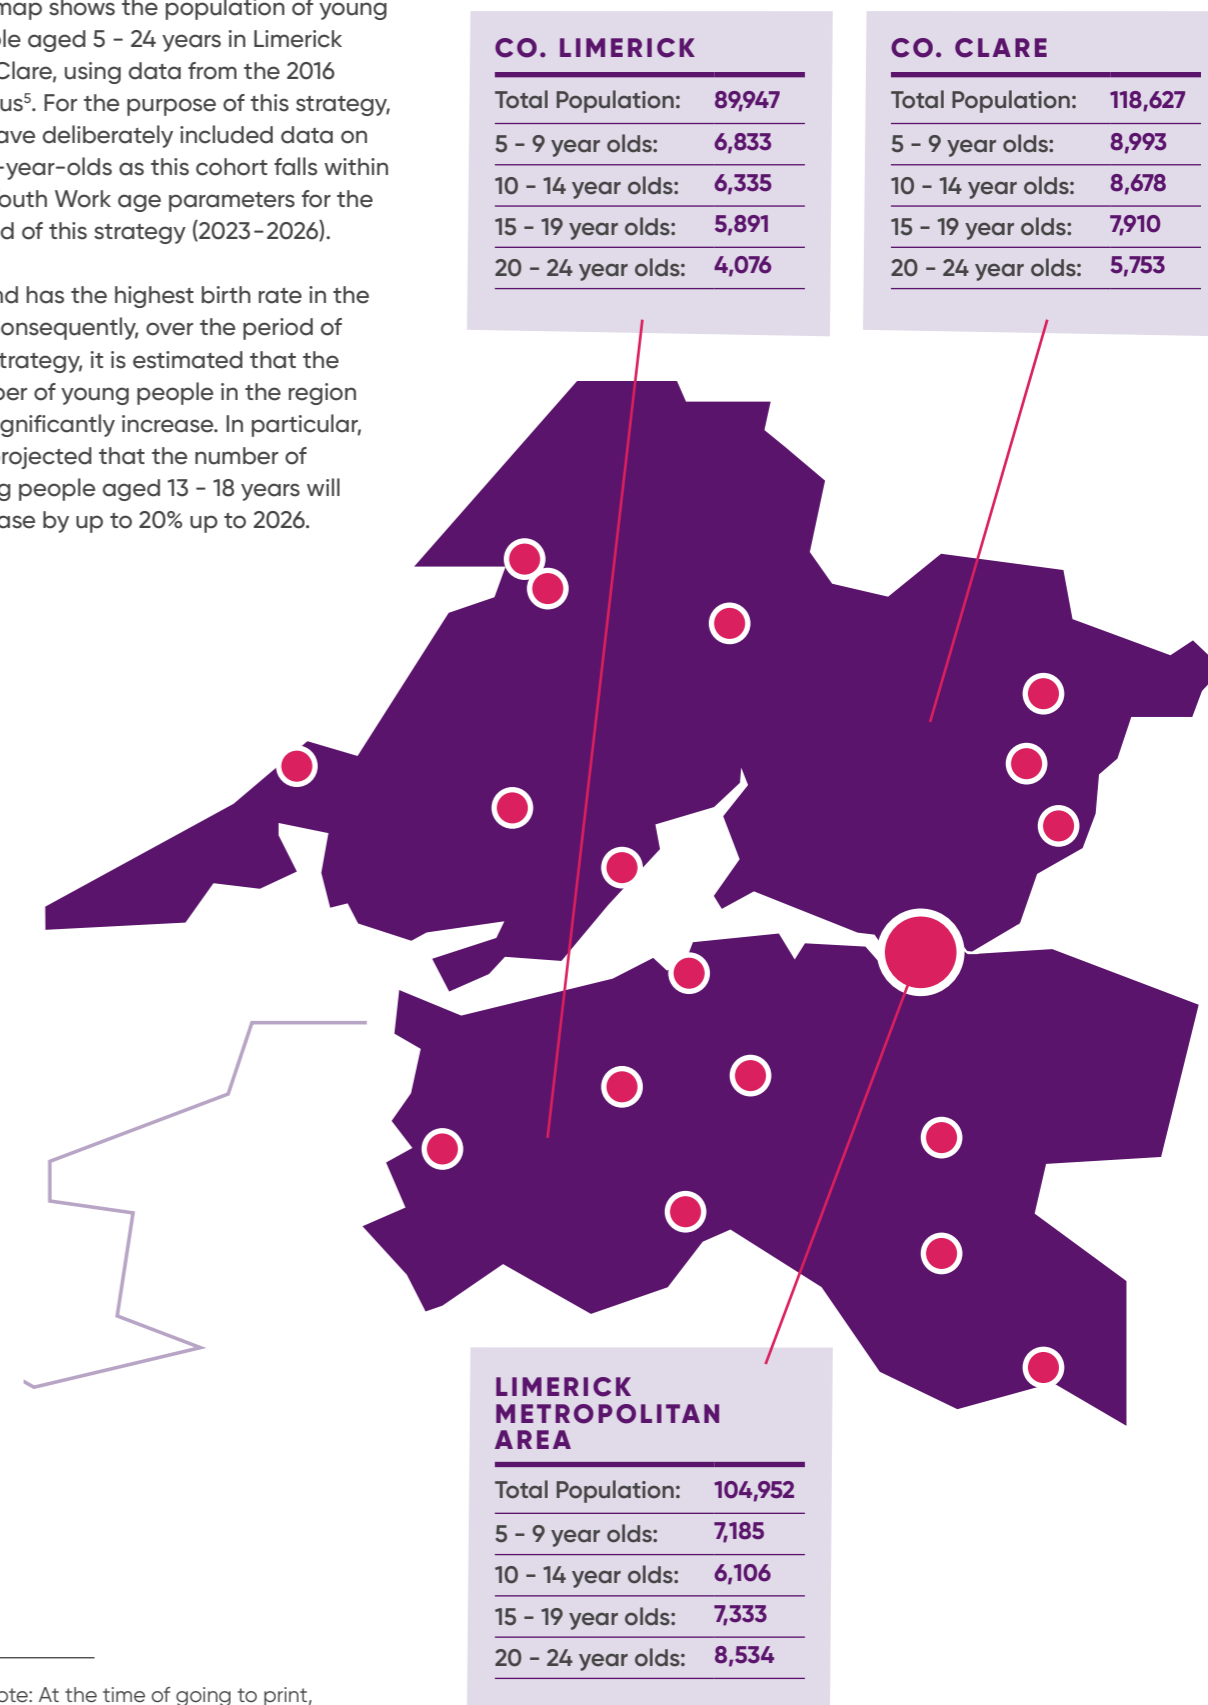 map shows the population of young
aged 5 - 24 years in Limerick
Clare, using data from the 2016
⁵. For the purpose of this strategy,
deliberately included data on
-year-olds as this cohort falls within
outh Work age parameters for the
of this strategy (2023-2026).
has the highest birth rate in the
onsequently, over the period of
trategy, it is estimated that the
of young people in the region
gnificantly increase. In particular,
rojected that the number of
people aged 13 - 18 years will
ase by up to 20% up to 2026.
CO. LIMERICK
Total Population: 89,947
5 - 9 year olds: 6,833
10 - 14 year olds: 6,335
15 - 19 year olds: 5,891
20 - 24 year olds: 4,076
CO. CLARE
Total Population: 118,627
5 - 9 year olds: 8,993
10 - 14 year olds: 8,678
15 - 19 year olds: 7,910
20 - 24 year olds: 5,753
LIMERICK
METROPOLITAN
AREA
Total Population: 104,952
5 - 9 year olds: 7,185
10 - 14 year olds: 6,106
15 - 19 year olds: 7,333
20 - 24 year olds: 8,534
ote: At the time of going to print,